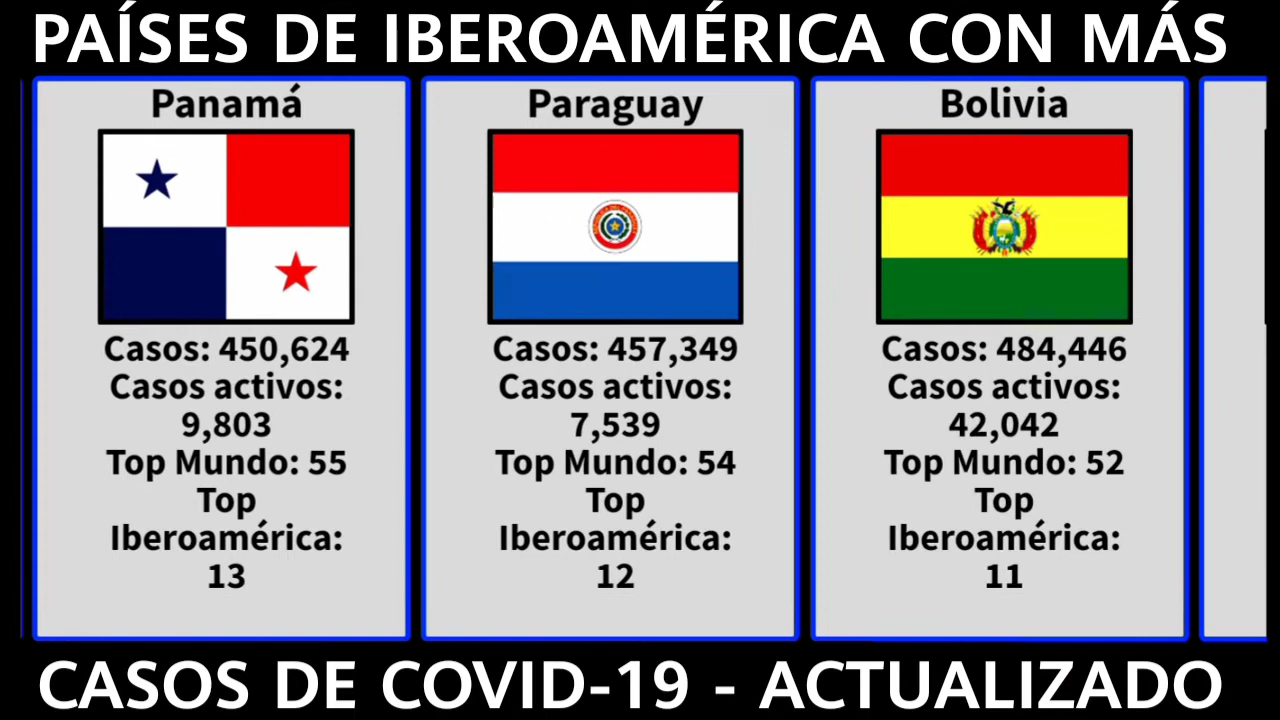 PAÍSES DE IBEROAMÉRICA CON MÁS
Panamá
Casos: 450,624
Casos activos:
9,803
Top Mundo: 55
Top
Iberoamérica:
13
Paraguay
Casos: 457,349
Casos activos:
7,539
Top Mundo: 54
Top
Iberoamérica:
12
Bolivia
Casos: 484,446
Casos activos:
42,042
Top Mundo: 52
Top
Iberoamérica:
11
CASOS DE COVID-19 - ACTUALIZADO